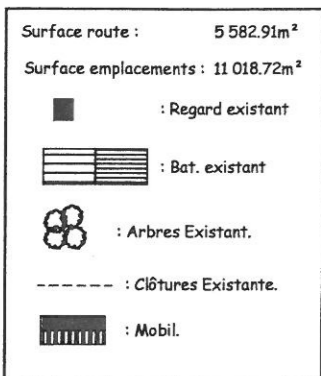 Surface route : 5 582.91m²
Surface emplacements : 11 018.72m²
: Regard existant
: Bat. existant
: Arbres Existant.
: Clôtures Existante.
: Mobil.